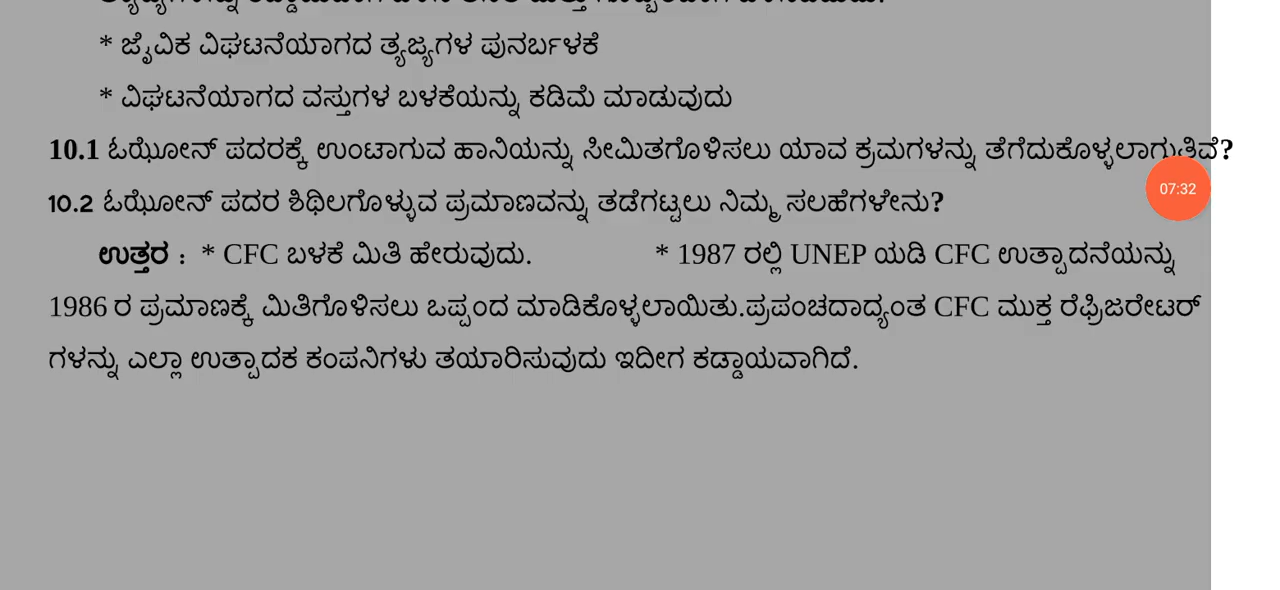 * ಜೈವಿಕ ವಿಘಟನೆಯಾಗದ ತ್ಯಜ್ಯಗಳ ಪುನರ್ಬಳಕೆ
* ವಿಘಟನೆಯಾಗದ ವಸ್ತುಗಳ ಬಳಕೆಯನ್ನು ಕಡಿಮೆ ಮಾಡುವುದು
10.1 ಓಝೋನ್ ಪದರಕ್ಕೆ ಉಂಟಾಗುವ ಹಾನಿಯನ್ನು ಸೀಮಿತಗೊಳಿಸಲು ಯಾವ ಕ್ರಮಗಳನ್ನು ತೆಗೆದುಕೊಳ್ಳಲಾಗುತ್ತಿದೆ?
07:32
10.2 ಓಝೋನ್ ಪದರ ಶಿಥಿಲಗೊಳ್ಳುವ ಪ್ರಮಾಣವನ್ನು ತಡೆಗಟ್ಟಲು ನಿಮ್ಮ ಸಲಹೆಗಳೇನು?
ಉತ್ತರ : * CFC ಬಳಕೆ ಮಿತಿ ಹೇರುವುದು. * 1987 ರಲ್ಲಿ UNEP ಯಡಿ CFC ಉತ್ಪಾದನೆಯನ್ನು
1986 ರ ಪ್ರಮಾಣಕ್ಕೆ ಮಿತಿಗೊಳಿಸಲು ಒಪ್ಪಂದ ಮಾಡಿಕೊಳ್ಳಲಾಯಿತು.ಪ್ರಪಂಚದಾದ್ಯಂತ CFC ಮುಕ್ತ ರೆಫ್ರಿಜರೇಟರ್
ಗಳನ್ನು ಎಲ್ಲಾ ಉತ್ಪಾದಕ ಕಂಪನಿಗಳು ತಯಾರಿಸುವುದು ಇದೀಗ ಕಡ್ಡಾಯವಾಗಿದೆ.